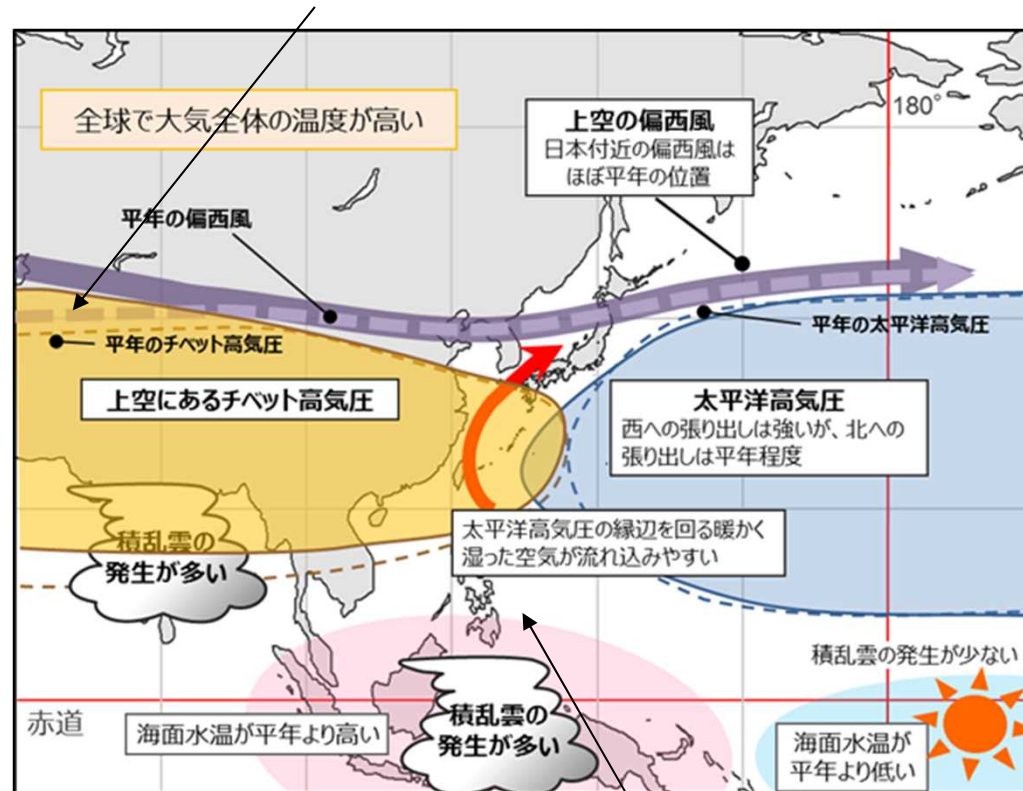 全球で大気全体の温度が高い
上空の偏西風
日本付近の偏西風は
ほぼ平年の位置
180°
平年の偏西風
平年のチベット高気圧
平年の太平洋高気圧
上空にあるチベット高気圧
太平洋高気圧
西への張り出しは強いが、北への
張り出しは平年程度
太平洋高気圧の縁辺を回る暖かく
湿った空気が流れ込みやすい
積乱雲の
発生が多い
積乱雲の発生が少ない
赤道
海面水温が平年より高い
積乱雲の
発生が多い
海面水温が
平年より低い